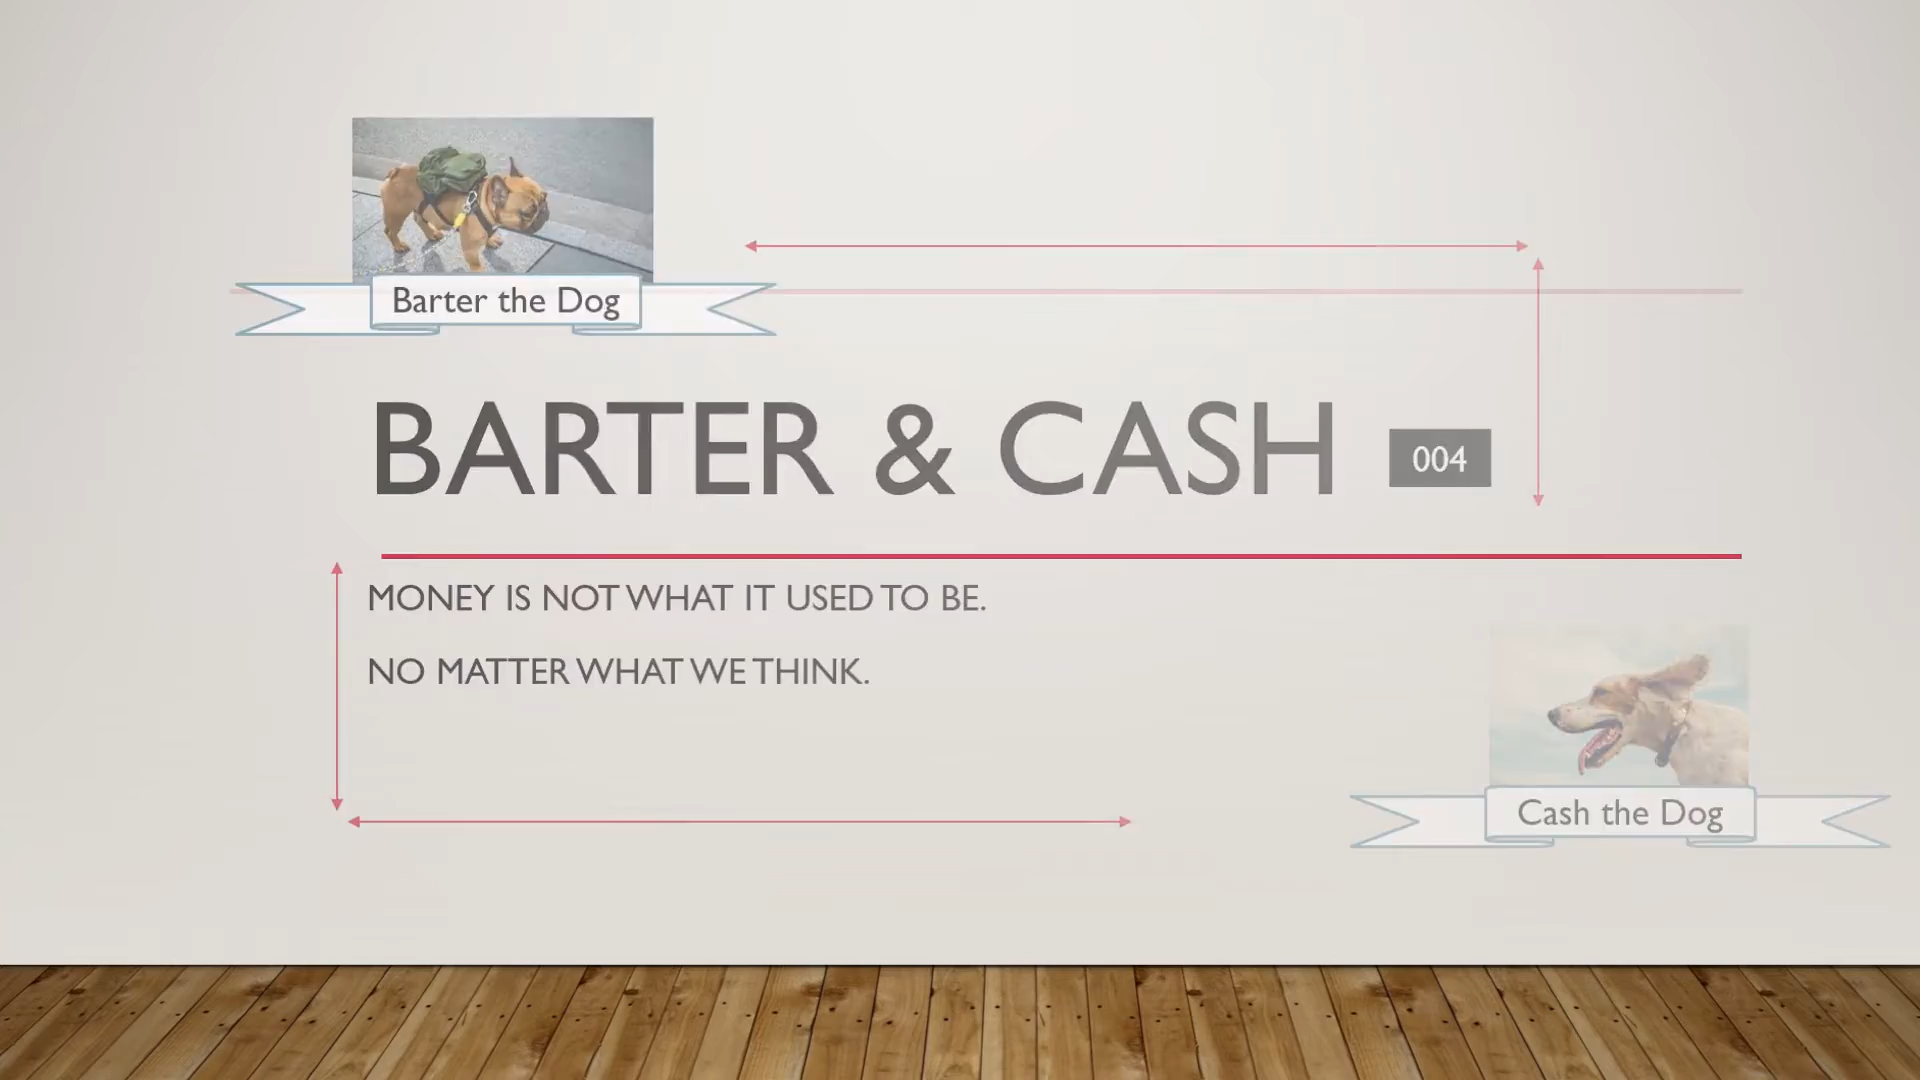 Barter the Dog
BARTER & CASH 004
MONEY IS NOT WHAT IT USED TO BE.
NO MATTER WHAT WE THINK.
Cash the Dog